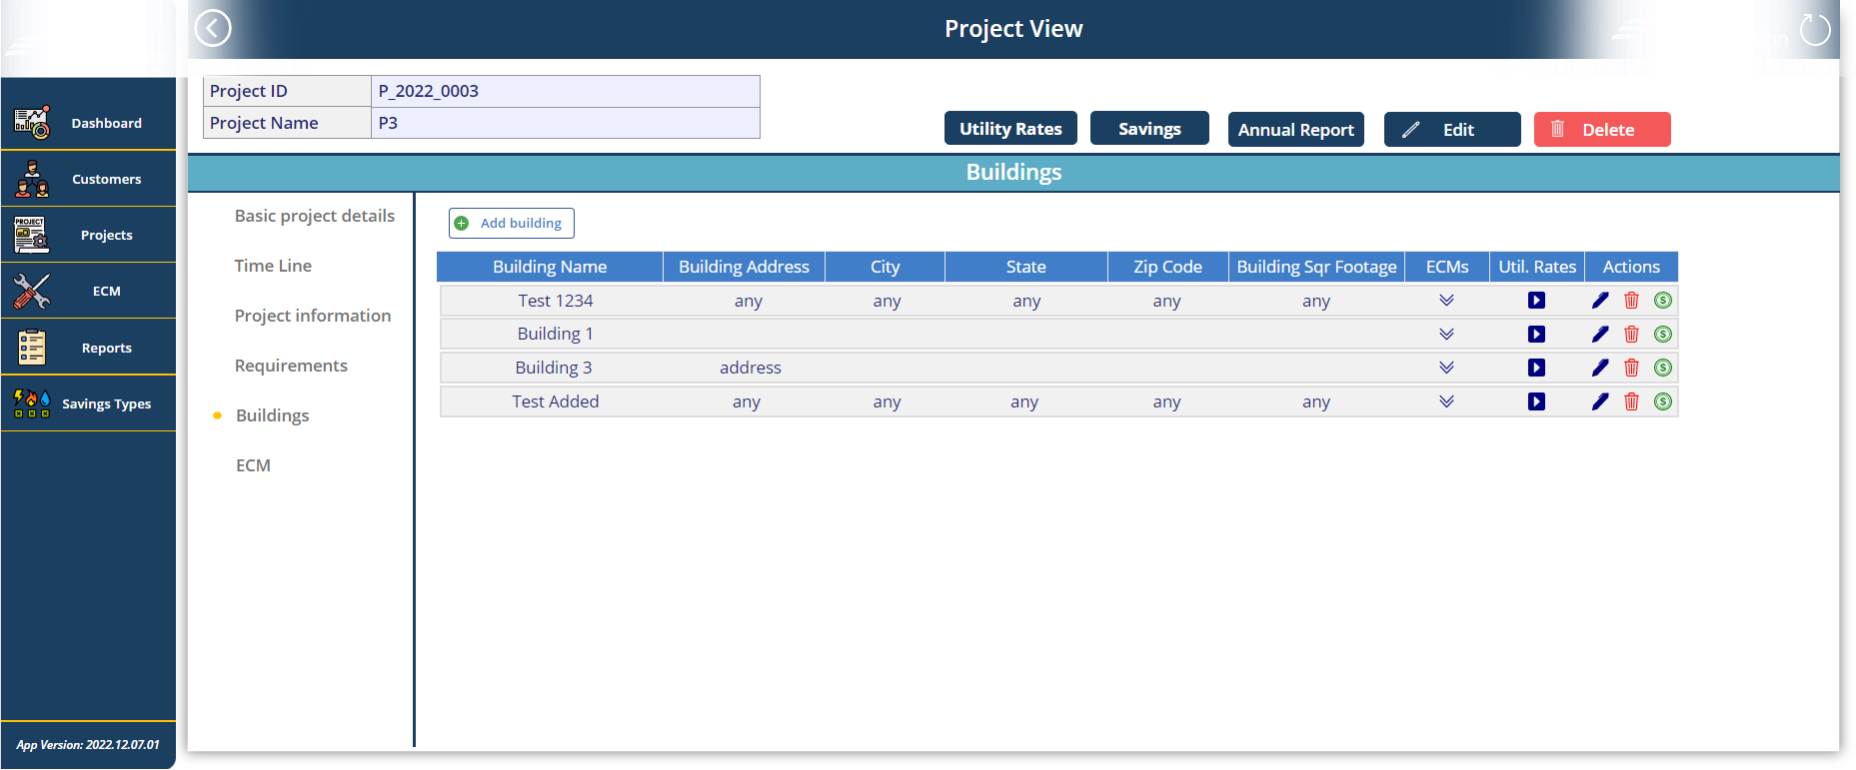 Project View
Project ID P_2022_0003
Project Name P3
Utility Rates Savings Annual Report Edit Delete
Dashboard
Customers
PROJECT
Projects
ECM
Reports
Savings Types
App Version: 2022.12.07.01
Buildings
Basic project details
Time Line
Project information
Requirements
Buildings
ECM
Add building
Building Name Building Address City State Zip Code Building Sqr Footage ECMs Util. Rates Actions
Test 1234 any any any any any
Building 1
Building 3 address
Test Added any any any any any